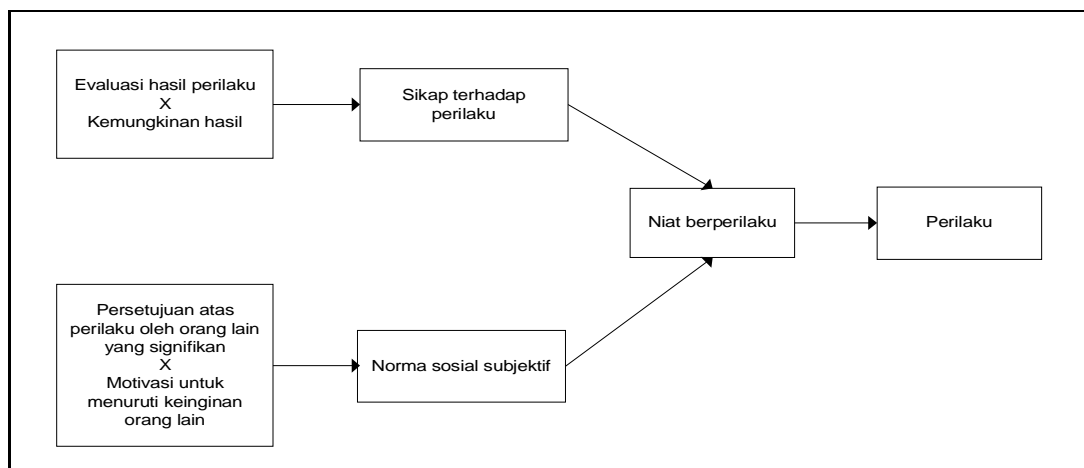 Evaluasi hasil perilaku
X
Kemungkinan hasil
Sikap terhadap
perilaku
Niat berperilaku
Perilaku
Persetujuan atas
perilaku oleh orang lain
yang signifikan
X
Motivasi untuk
menuruti keinginan
orang lain
Norma sosial subjektif